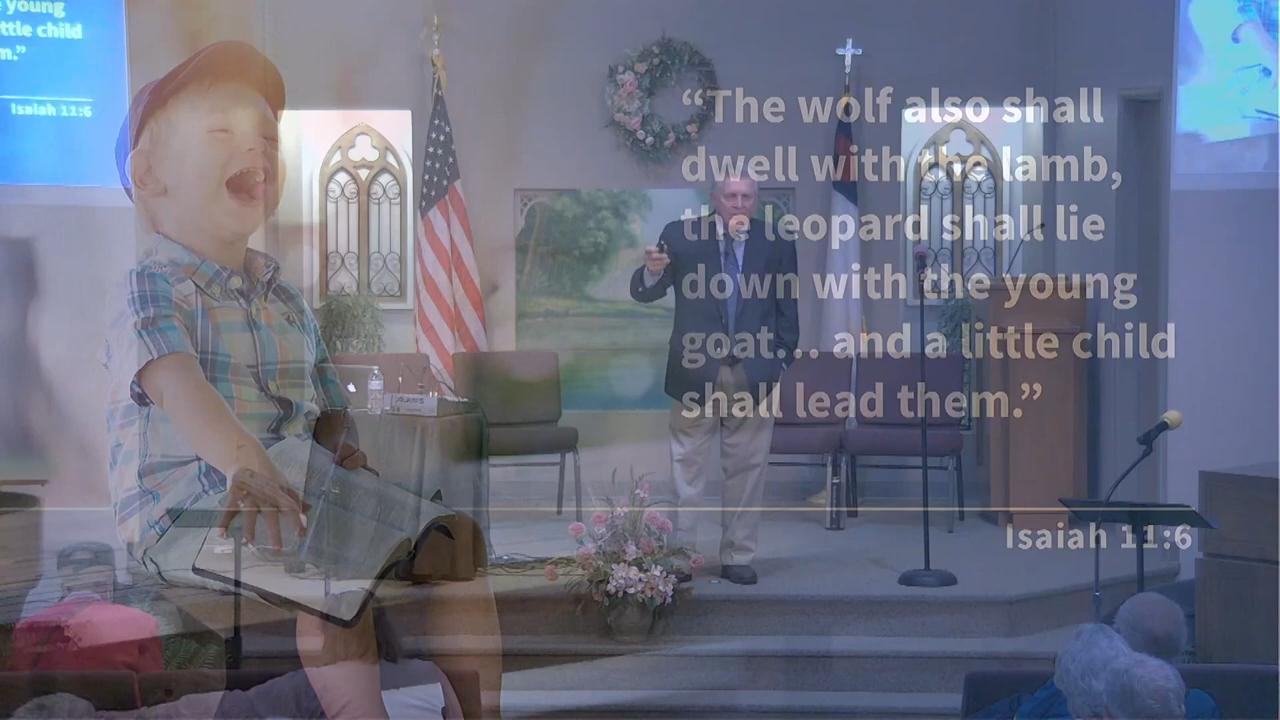 young
ttle child
m.”
Isaiah 11:6
“The wolf also shall
dwell with the lamb,
the leopard shall lie
down with the young
goat... and a little child
shall lead them.”
Isaiah 11:6